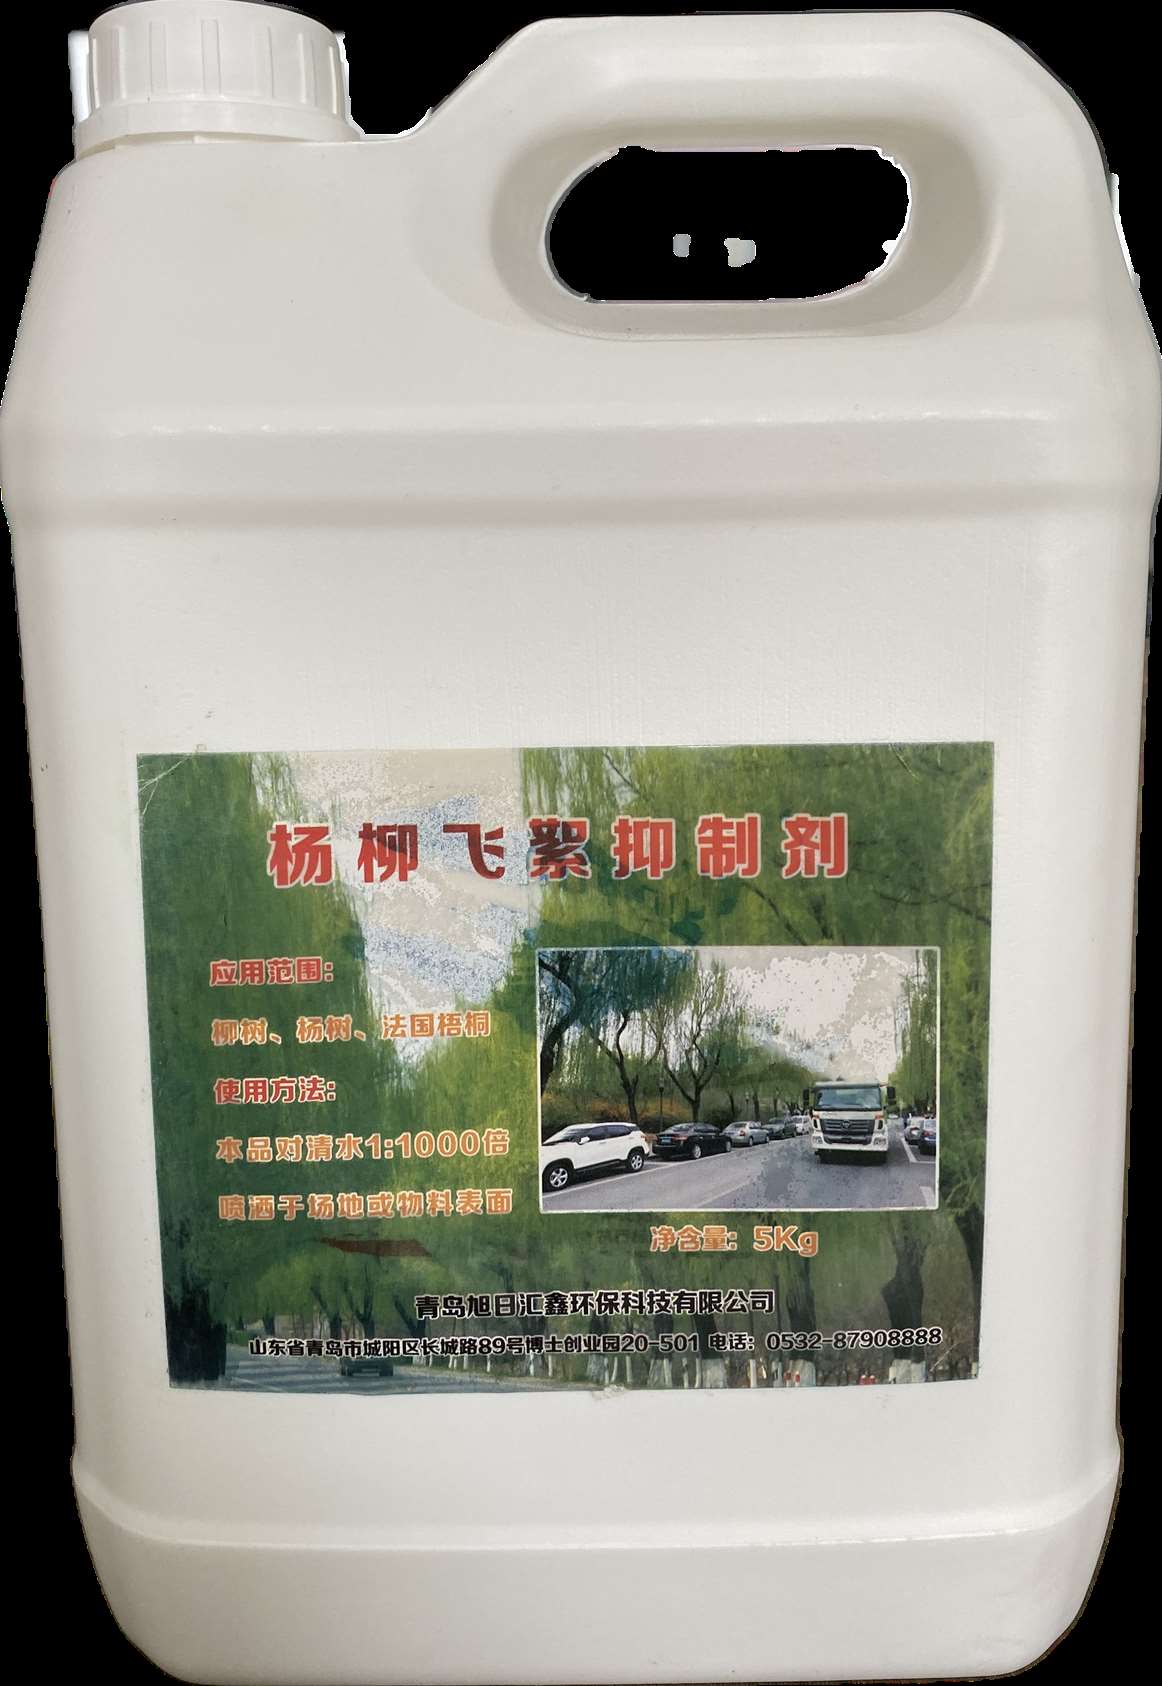 杨柳飞絮抑制剂
应用范围:
柳树、杨树、法国梧桐
使用方法:
本品对清水1:1000倍
喷洒于场地或物料表面
净含量: 5Kg
青岛旭日汇鑫环保科技有限公司
山东省青岛市城阳区长城路89号博士创业园20-501 电话: 0532-87908888